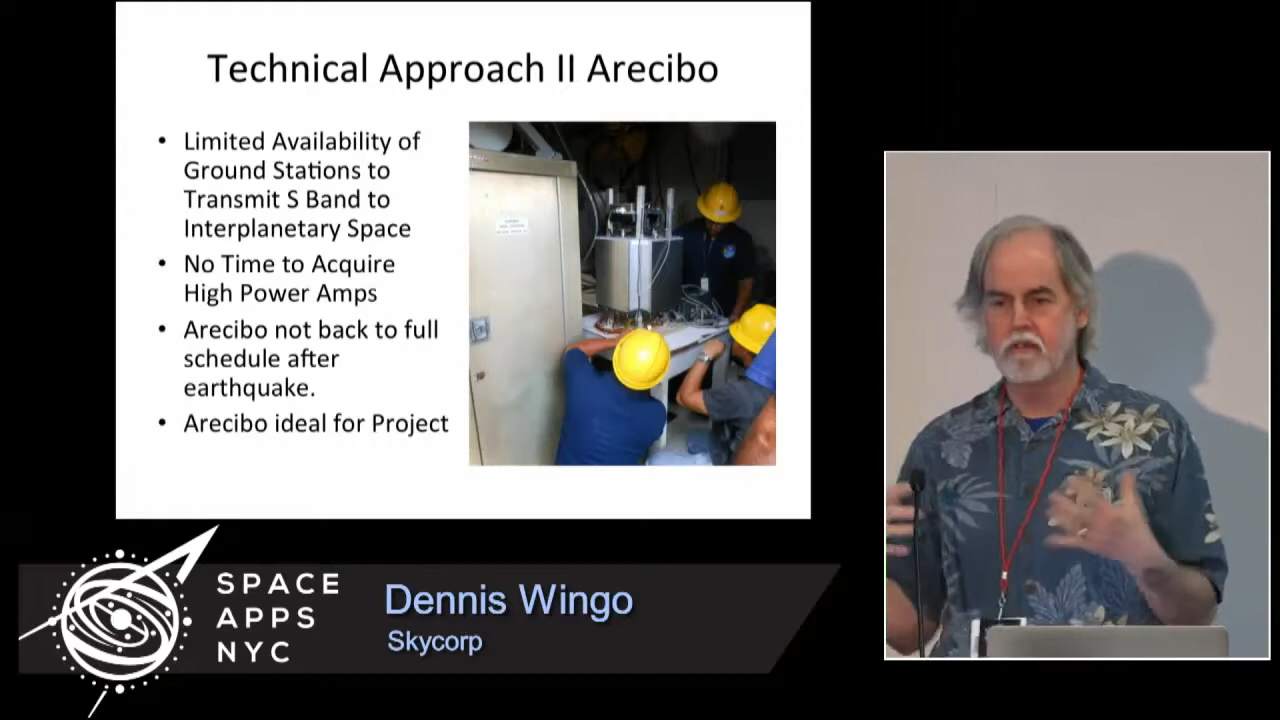 Technical Approach II Arecibo
• Limited Availability of
Ground Stations to
Transmit S Band to
Interplanetary Space
• No Time to Acquire
High Power Amps
• Arecibo not back to full
schedule after
earthquake.
• Arecibo ideal for Project
SPACE
APPS
NYC
Dennis Wingo
Skycorp